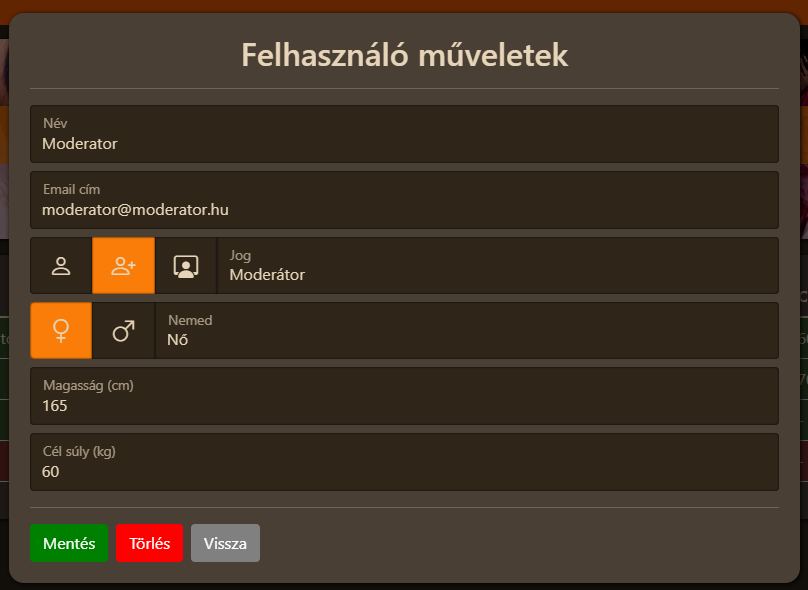 Felhasználó műveletek
Név
Moderator
Email cím
moderator@moderator.hu
Jog
Moderátor
Nemed
Nő
Magasság (cm)
165
Cél súly (kg)
60
Mentés Törlés Vissza